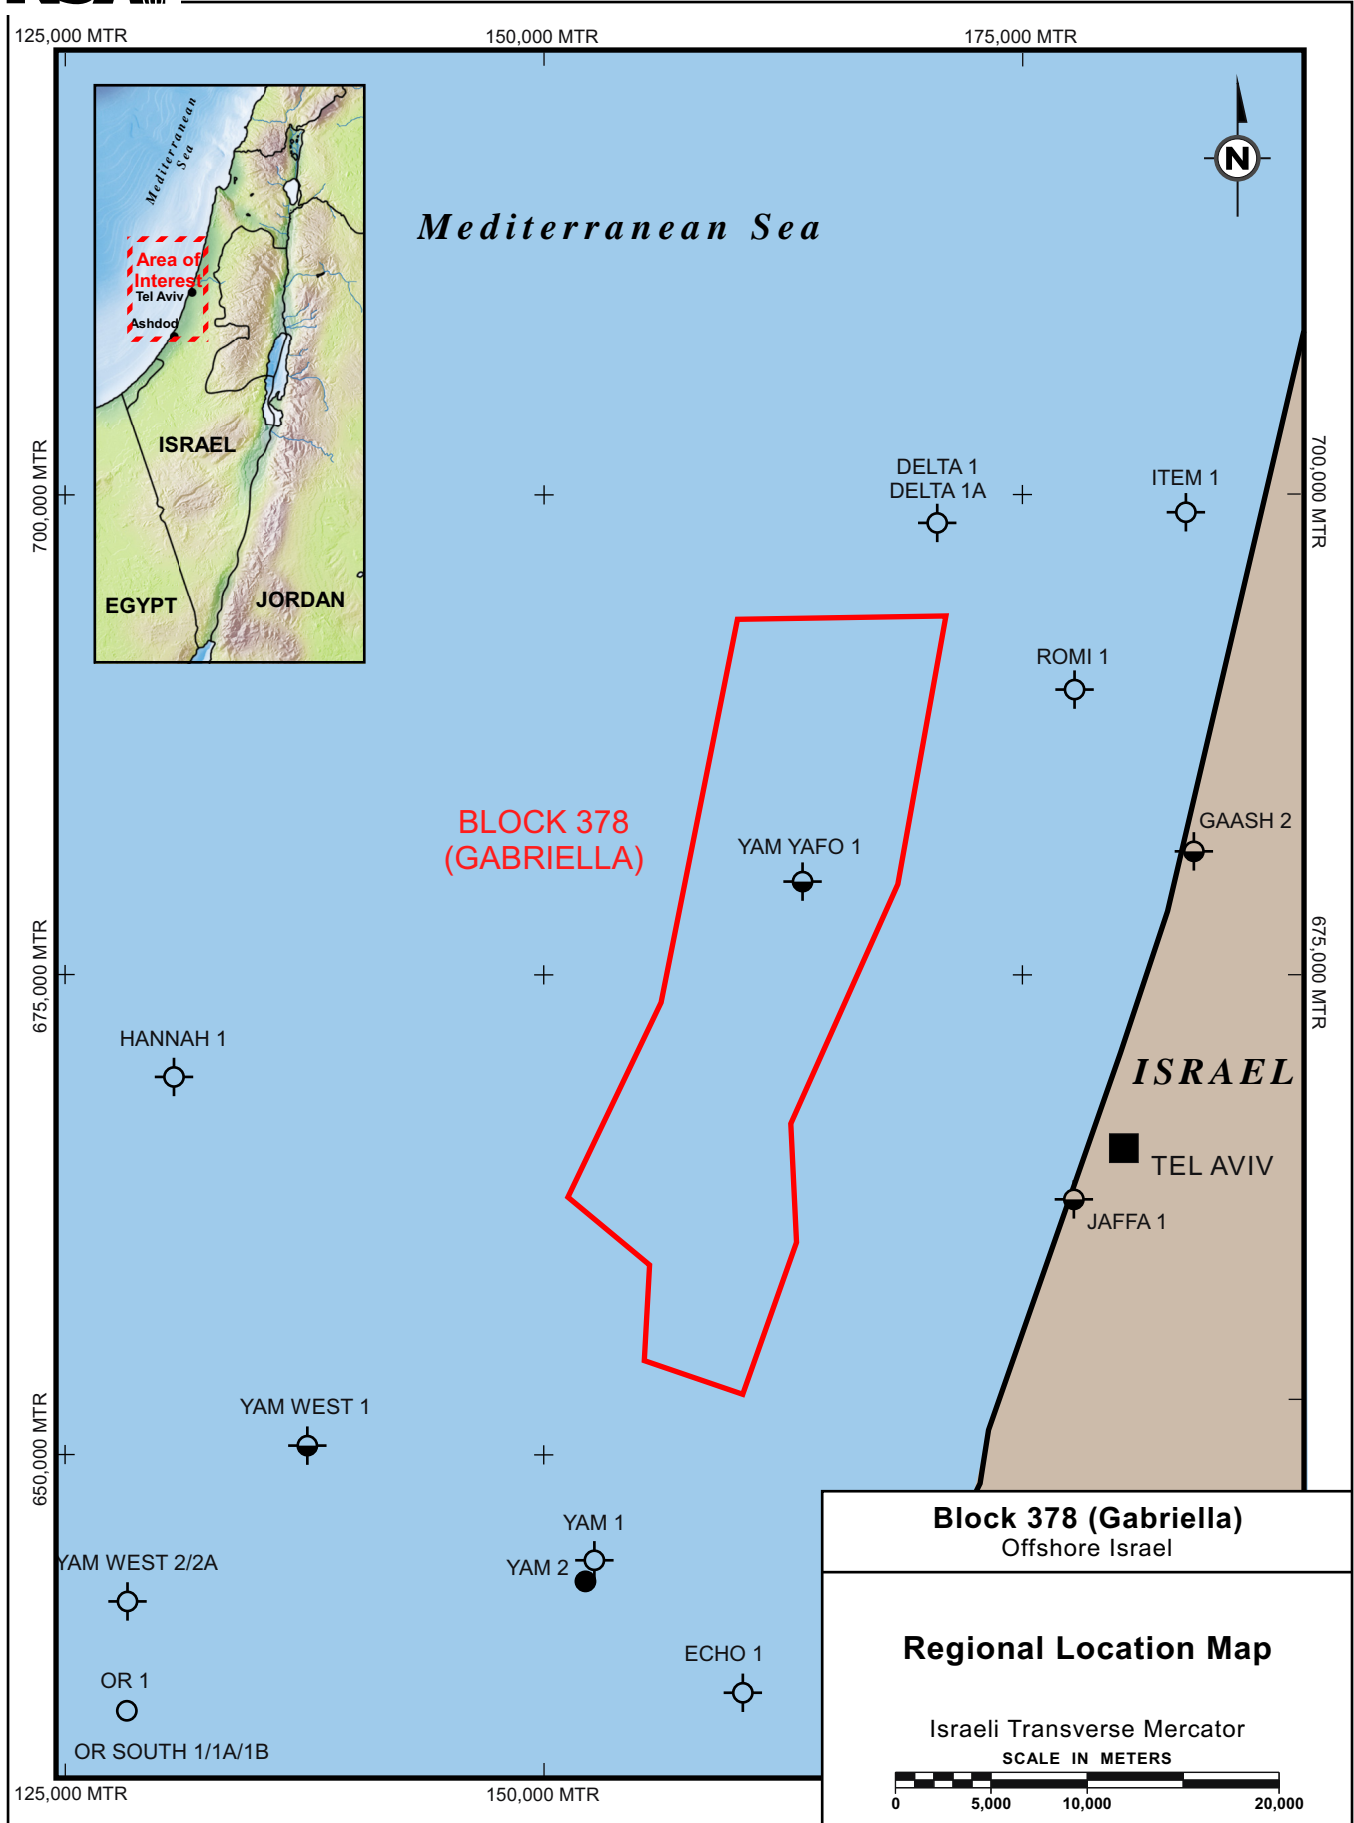 125,000 MTR
150,000 MTR
175,000 MTR
Mediterranean
Sea
Area of
Interest
Tel Aviv
Ashdod
ISRAEL
EGYPT
JORDAN
N
Mediterranean Sea
700,000 MTR
700,000 MTR
DELTA 1
DELTA 1A
ITEM 1
ROMI 1
BLOCK 378
(GABRIELLA)
YAM YAFO 1
GAASH 2
675,000 MTR
675,000 MTR
HANNAH 1
ISRAEL
TEL AVIV
JAFFA 1
YAM WEST 1
650,000 MTR
YAM 1
YAM 2
YAM WEST 2/2A
ECHO 1
OR 1
OR SOUTH 1/1A/1B
125,000 MTR
150,000 MTR
Block 378 (Gabriella)
Offshore Israel
Regional Location Map
Israeli Transverse Mercator
SCALE IN METERS
0 5,000 10,000 20,000